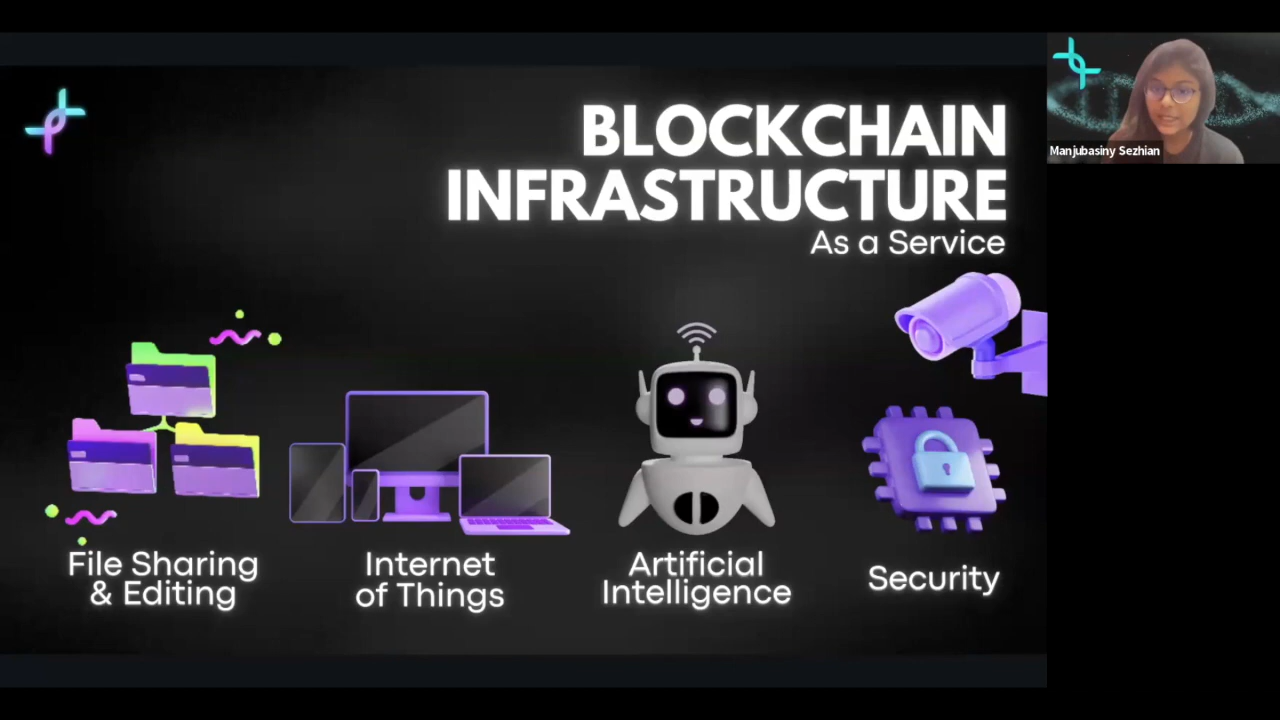 BLOCKCHAIN
INFRASTRUCTURE
As a Service
File Sharing
& Editing
Internet
of Things
Artificial
Intelligence
Security
Manjubasiny Sezhian